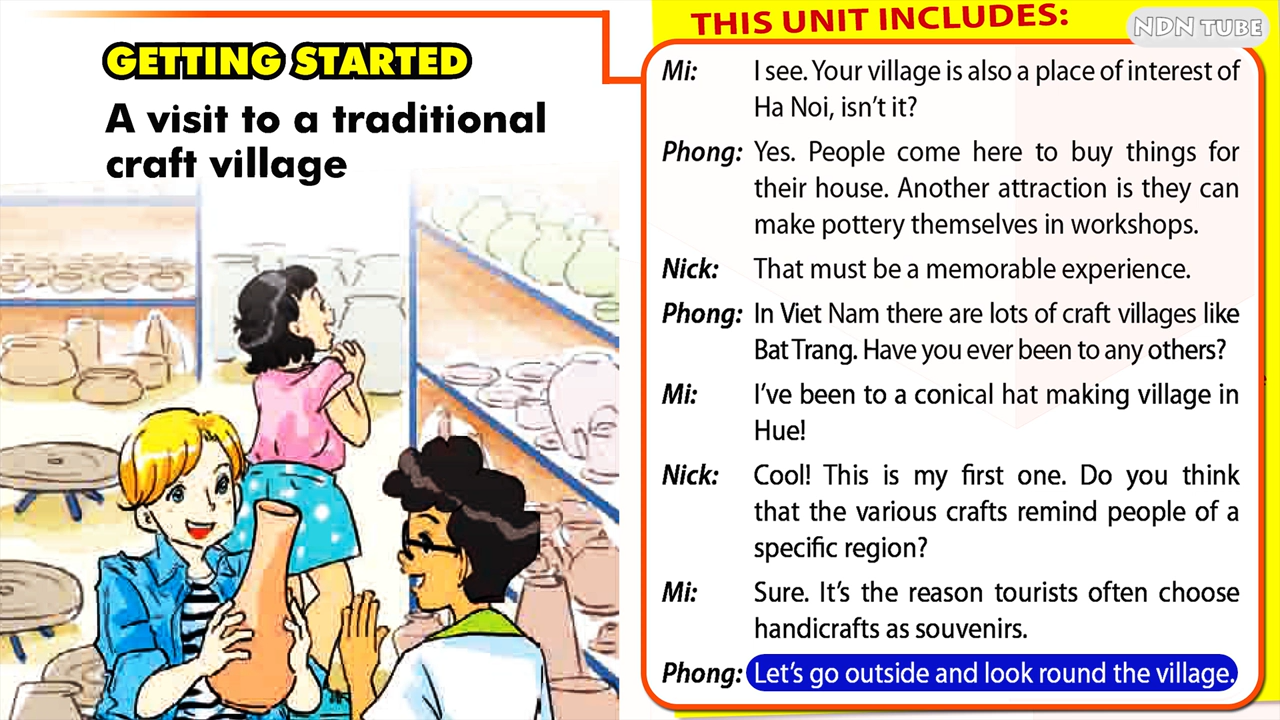 GETTING STARTED
A visit to a traditional
craft village
THIS UNIT INCLUDES:
NDN TUBE
Mi: I see. Your village is also a place of interest of
Ha Noi, isn't it?
Phong: Yes. People come here to buy things for
their house. Another attraction is they can
make pottery themselves in workshops.
Nick: That must be a memorable experience.
Phong: In Viet Nam there are lots of craft villages like
Bat Trang. Have you ever been to any others?
Mi: I've been to a conical hat making village in
Hue!
Nick: Cool! This is my first one. Do you think
that the various crafts remind people of a
specific region?
Mi: Sure. It's the reason tourists often choose
handicrafts as souvenirs.
Phong: Let's go outside and look round the village.